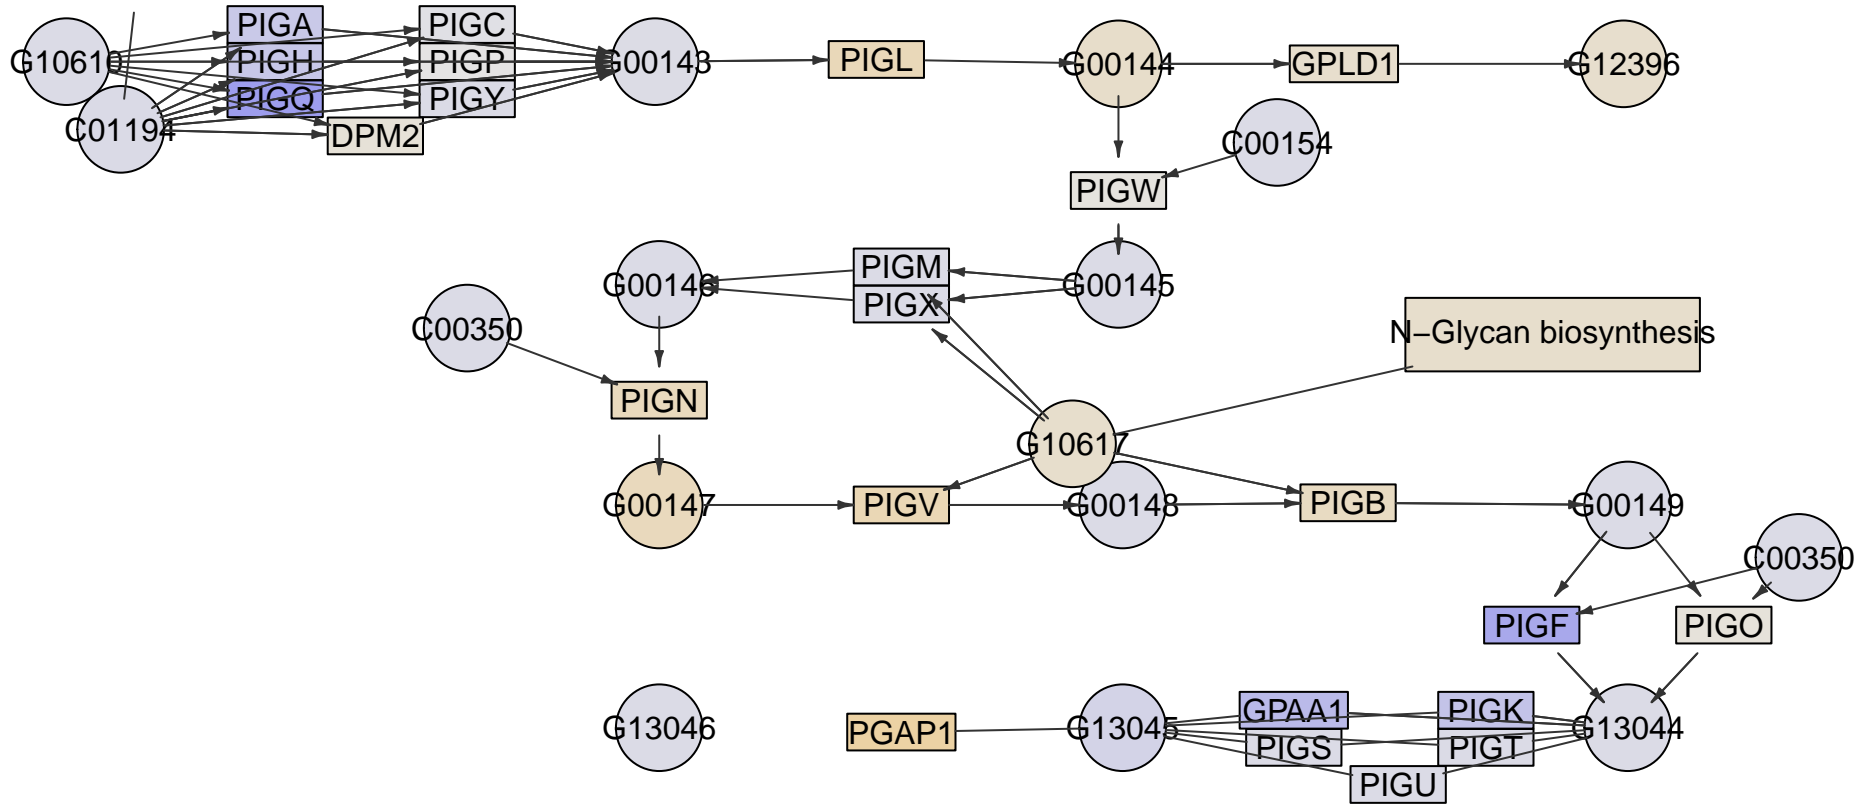 PIGA
PIGC
G10619
PIGH
PIGP
G00143
PIGL
G00144
GPLD1
G12396
PIGQ
PIGY
C01194
DPM2
C00154
PIGW
PIGM
G00146
G00145
PIGX
C00350
N−Glycan biosynthesis
PIGN
G10617
G00147
PIGV
G00148
PIGB
G00149
C00350
PIGF
PIGO
GPAA1
PIGK
G13046
PGAP1
G13045
G13044
PIGS
PIGT
PIGU